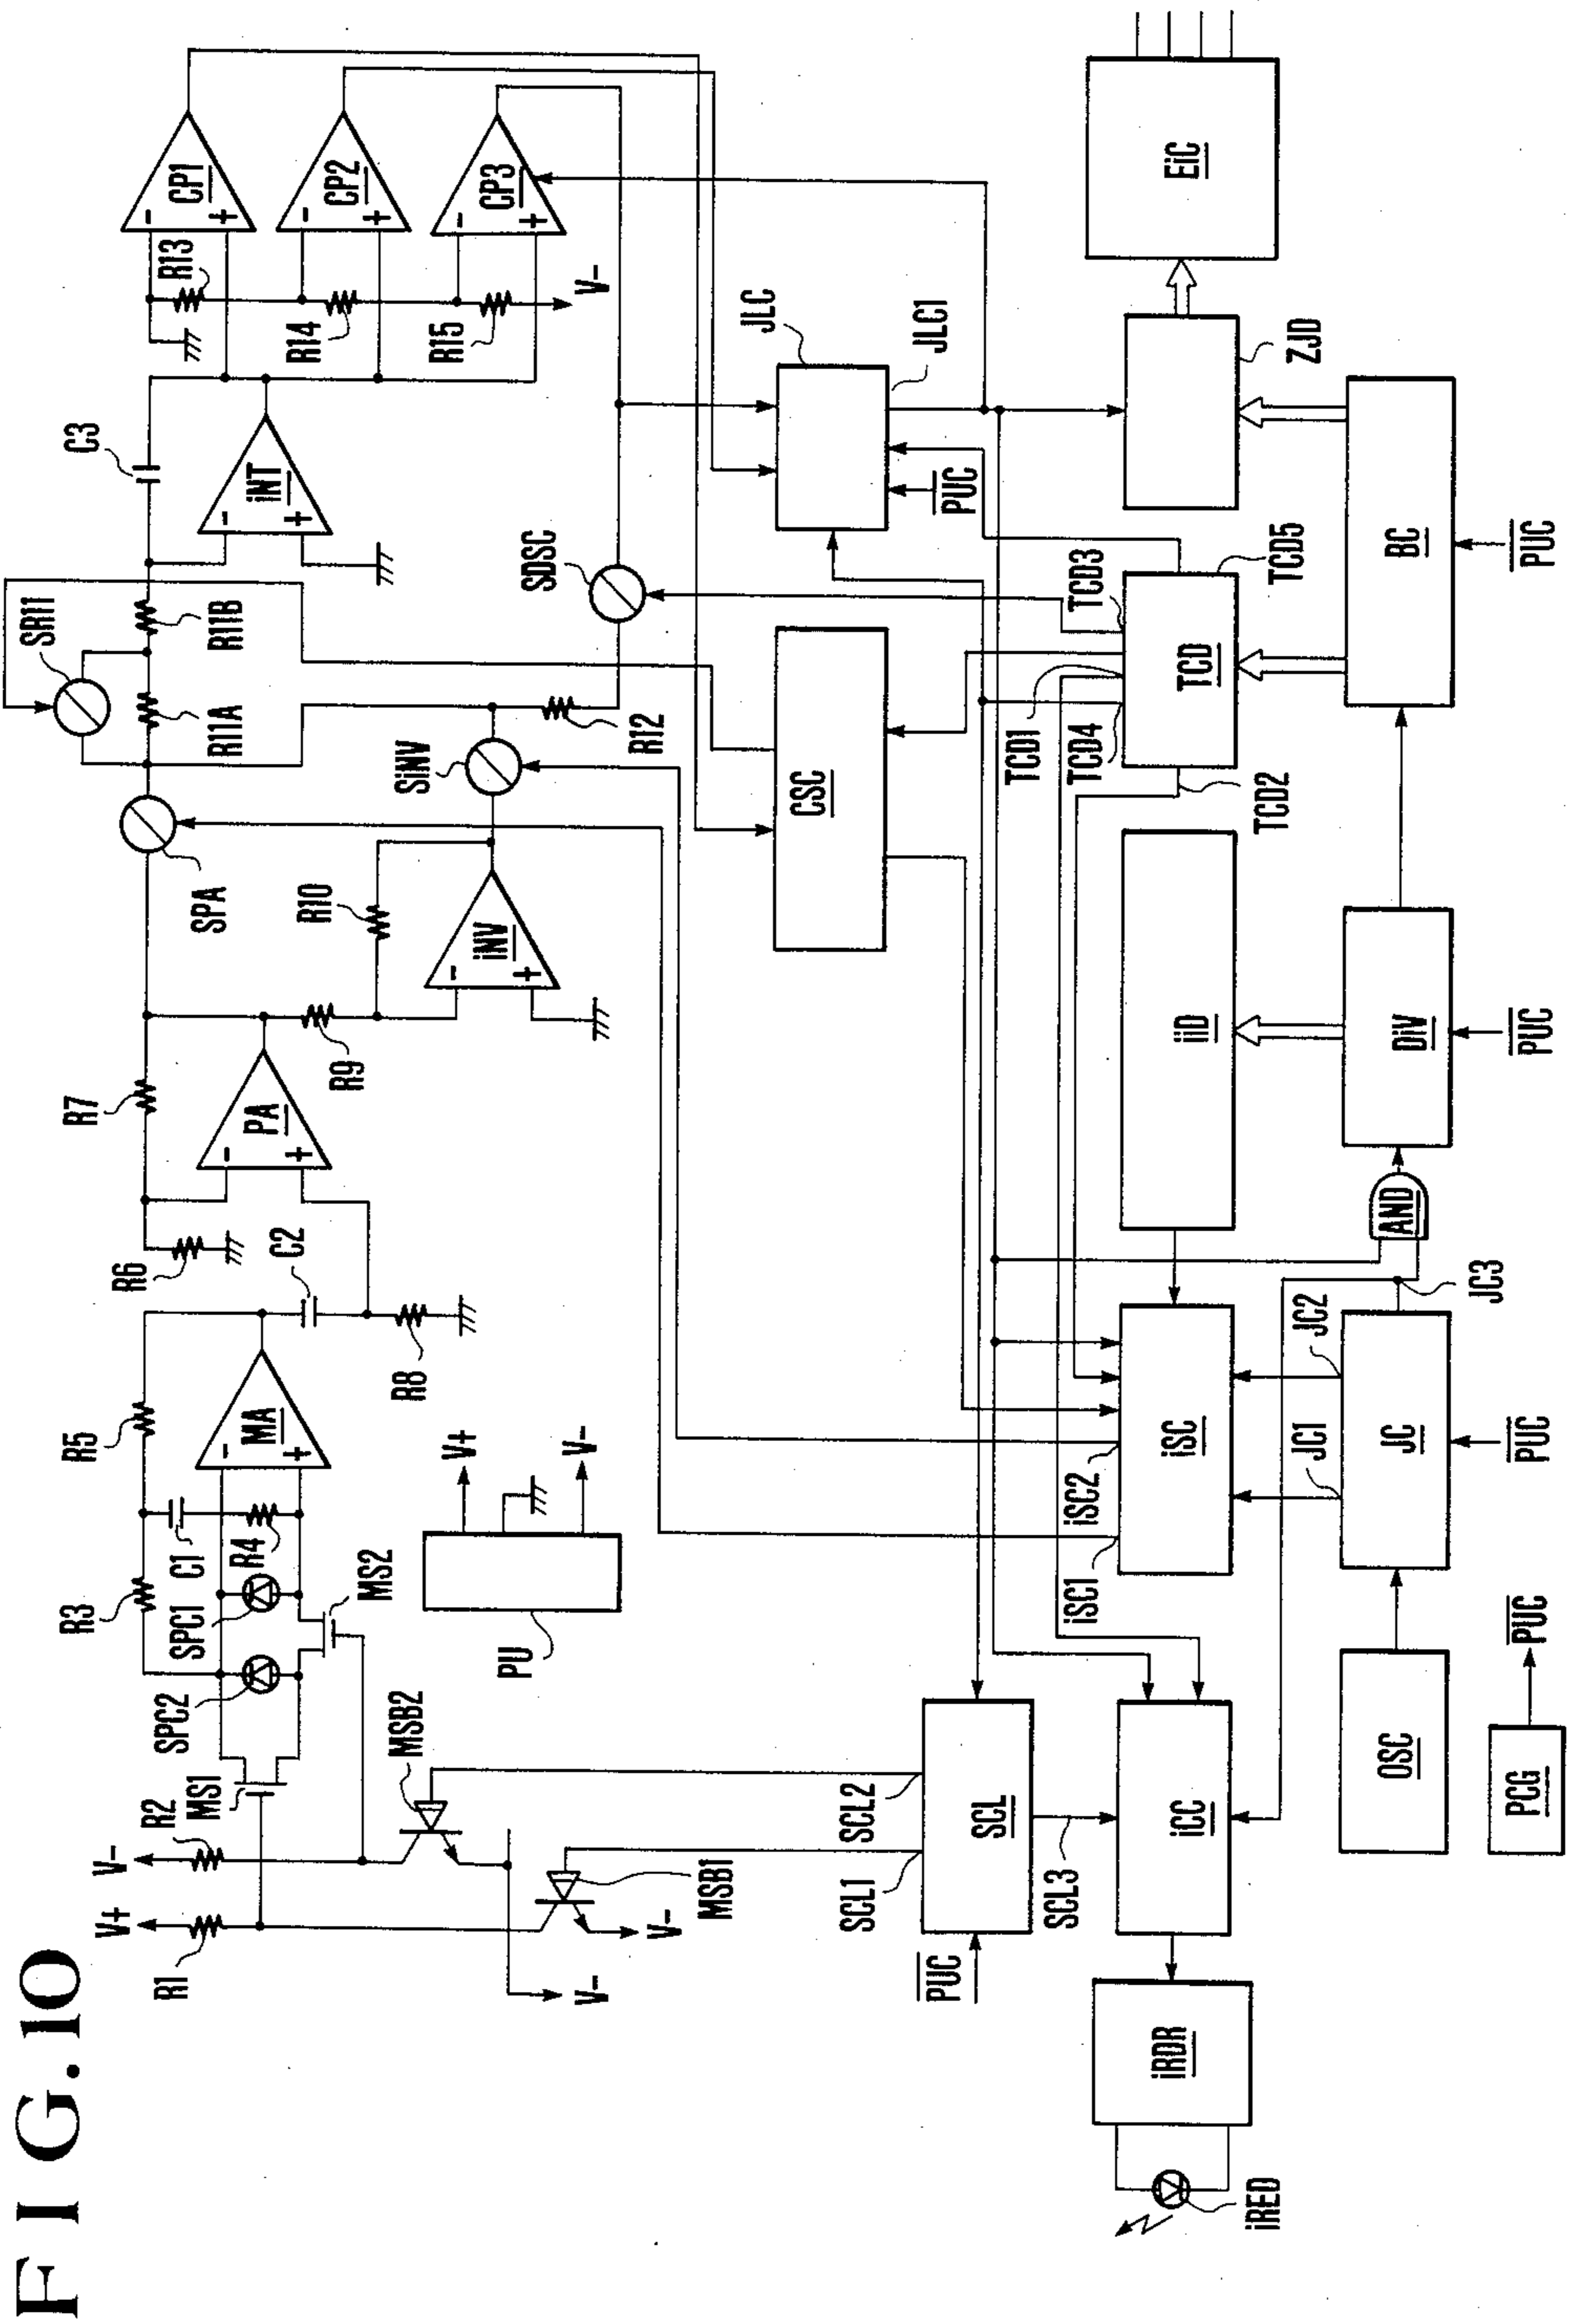 FIG.10
V+
V-
R1
R2
MS1
SPC2
SPC1
R3
C1
R4
R5
MS2
MA
R6
C2
R8
R7
PA
R9
R10
iNV
SPA
SiNV
R12
R11A
SR11
R11B
iNT
C3
R13
R14
R15
V-
CP1
CP2
CP3
-
+
-
+
-
+
-
+
-
+
-
+
-
+
MSB2
MSB1
V-
V-
PU
V+
V-
SDSC
CSC
JLC
JLC1
PUC
SCL1
SCL2
SCL
SCL3
PUC
iSC1
iSC2
iSC
iiD
TCD1
TCD4
TCD3
TCD
TCD2
TCD5
ZJD
EiC
iRED
iRDR
iCC
JC1
JC2
JC3
OSC
JC
AND
DiV
BC
PUC
PUC
PUC
PCG
PUC